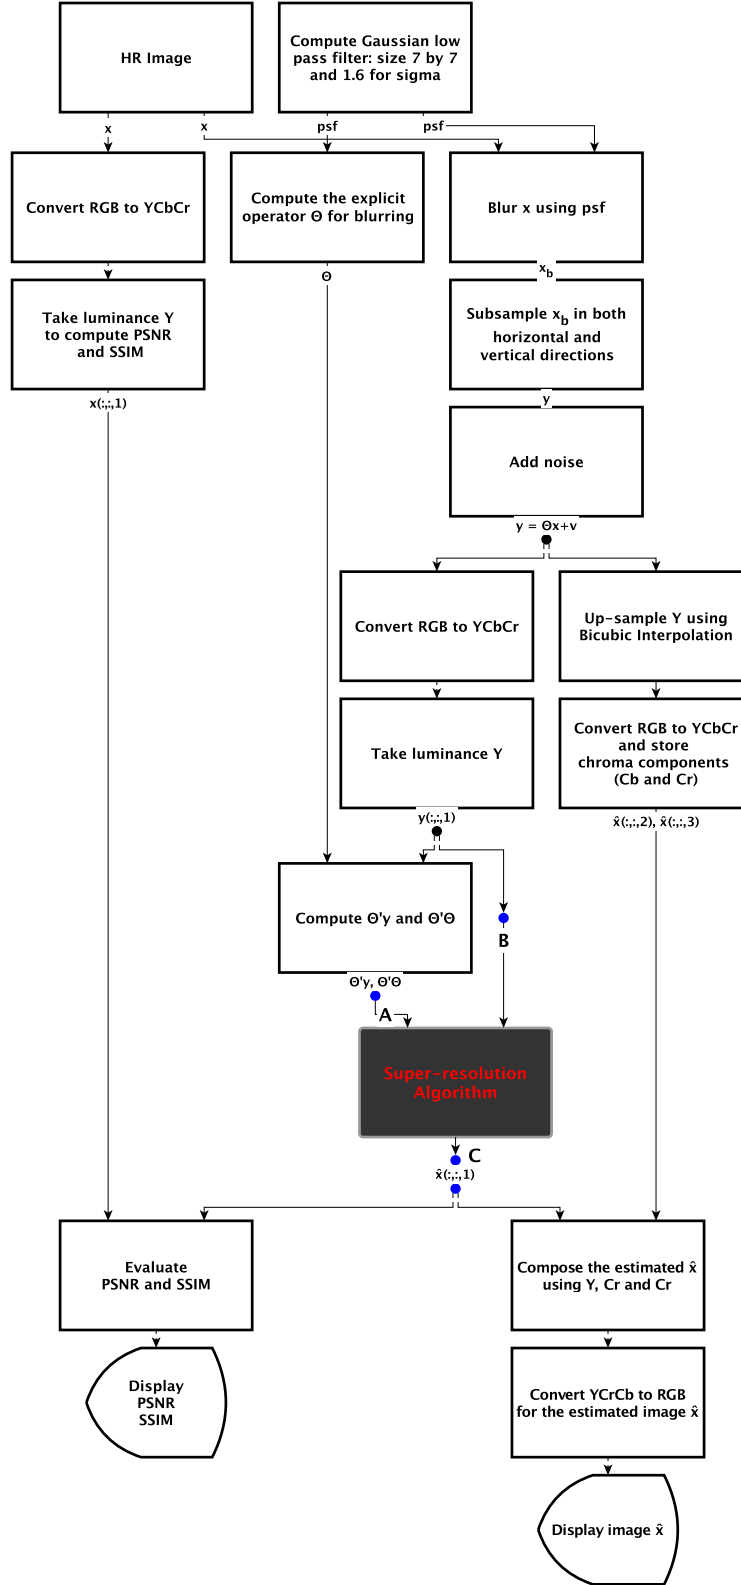 HR Image
Compute Gaussian low
pass filter: size 7 by 7
and 1.6 for sigma
x
x
psf
psf
Convert RGB to YCbCr
Compute the explicit
operator Θ for blurring
Blur x using psf
Θ
x_b
Take luminance Y
to compute PSNR
and SSIM
Subsample x_b in both
horizontal and
vertical directions
x(:,:,1)
y
Add noise
y = Θx+v
Convert RGB to YCbCr
Up-sample Y using
Bicubic Interpolation
Take luminance Y
Convert RGB to YCbCr
and store
chroma components
(Cb and Cr)
y(:,:,1)
x̂(:,:,2), x̂(:,:,3)
Compute Θ'y and Θ'Θ
B
Θ'y, Θ'Θ
A
Super-resolution
Algorithm
C
x̂(:,:,1)
Evaluate
PSNR and SSIM
Compose the estimated x̂
using Y, Cr and Cr
Display
PSNR
SSIM
Convert YCrCb to RGB
for the estimated image x̂
Display image x̂